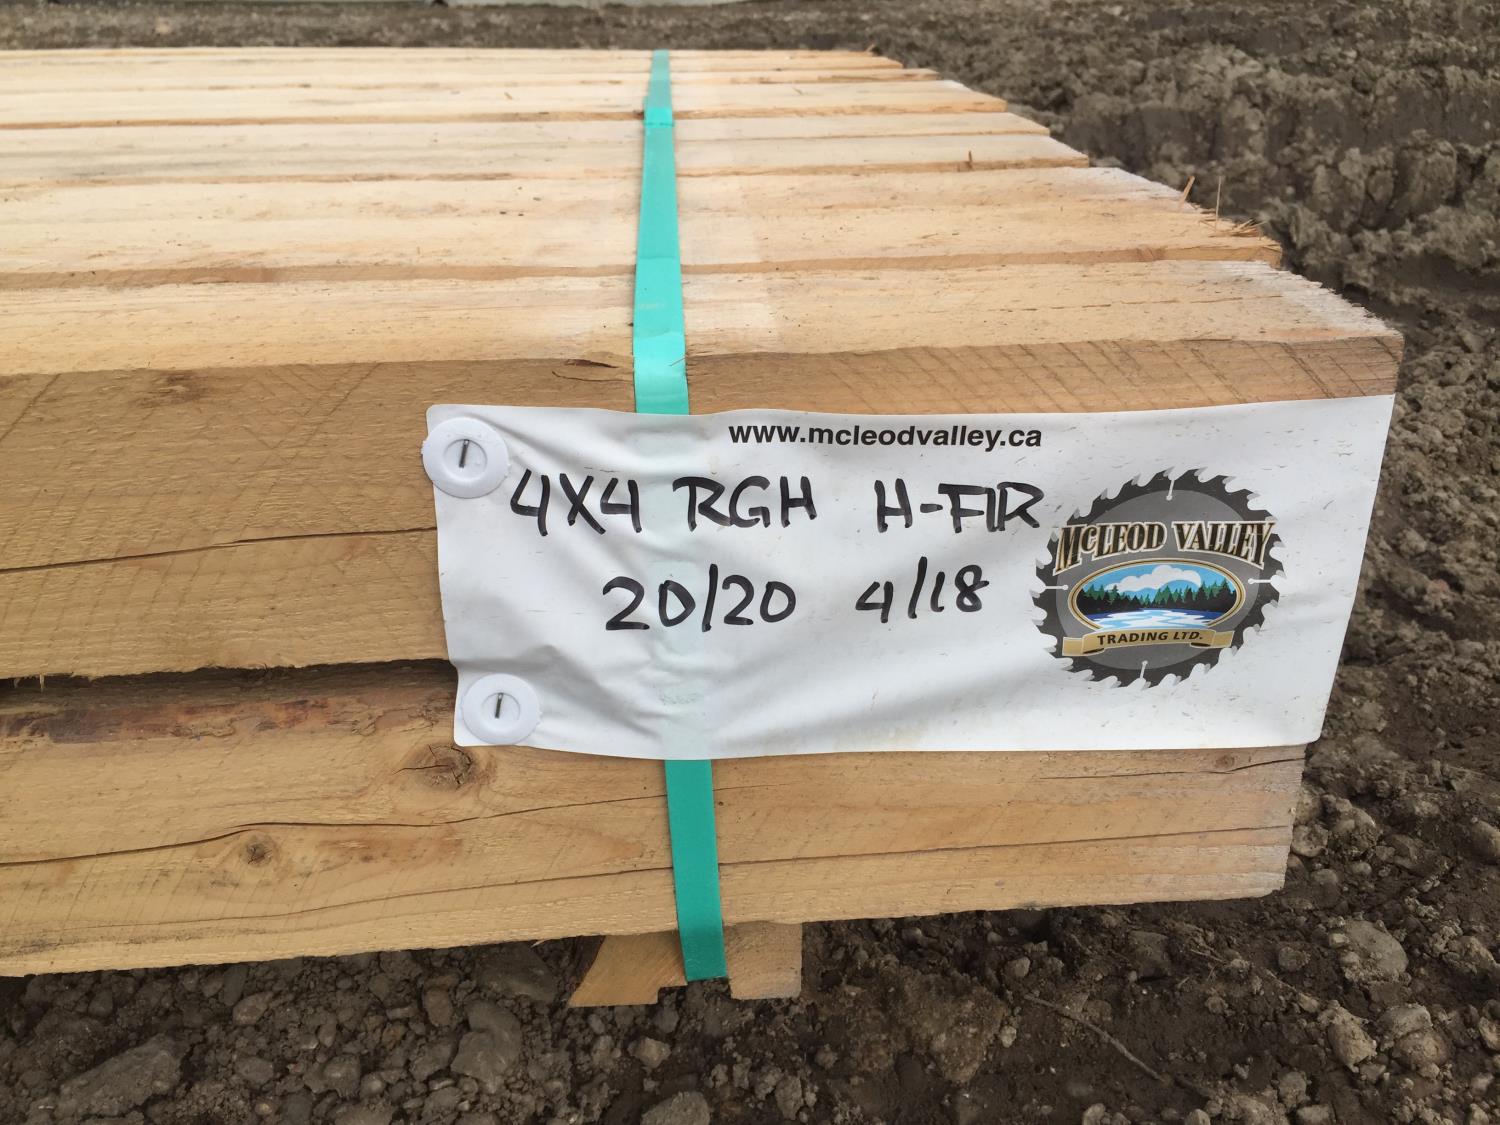 www.mcleodvalley.ca
4X4 RGH H-FIR
20/20 4/18
McLEOD VALLEY
TRADING LTD.